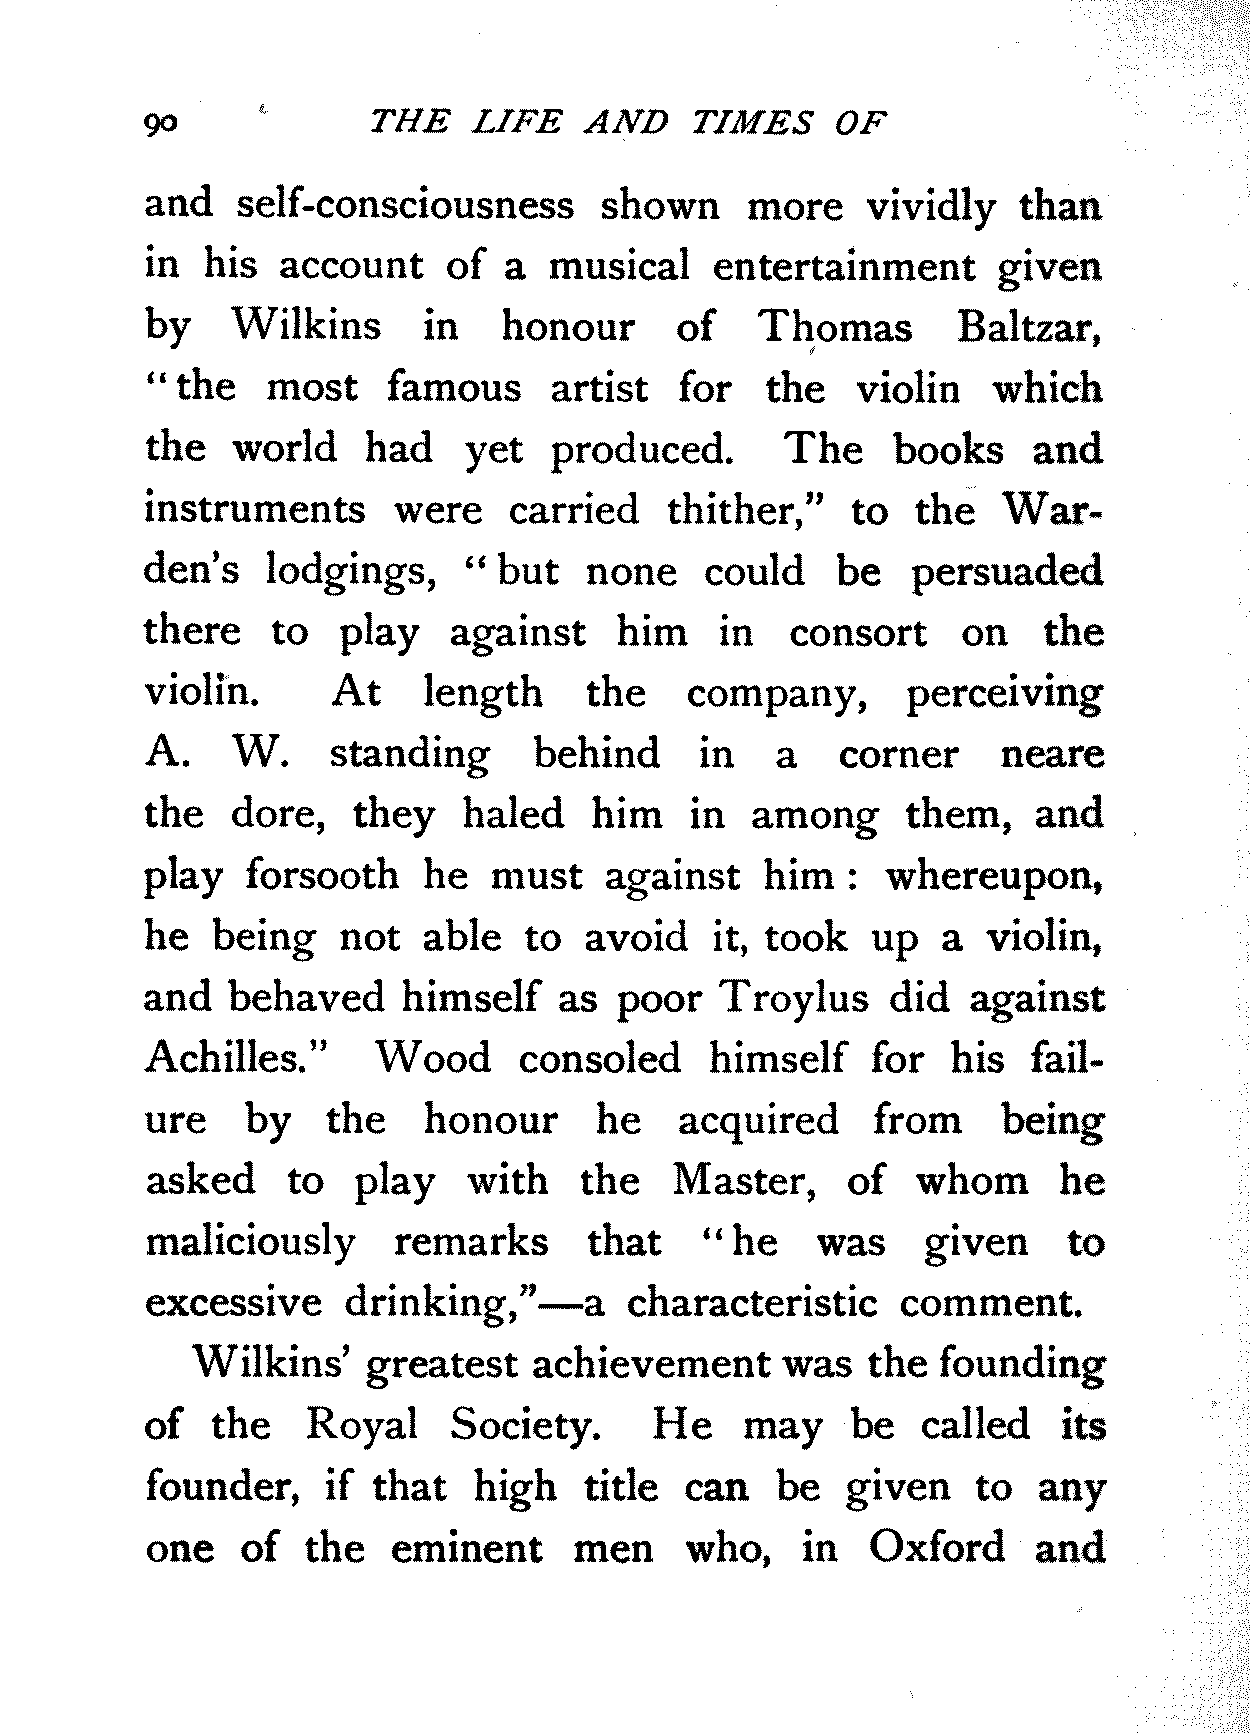 90 THE LIFE AND TIMES OF
and self-consciousness shown more vividly than
in his account of a musical entertainment given
by Wilkins in honour of Thomas Baltzar,
“the most famous artist for the violin which
the world had yet produced. The books and
instruments were carried thither,” to the War-
den's lodgings, “but none could be persuaded
there to play against him in consort on the
violin. At length the company, perceiving
A. W. standing behind in a corner neare
the dore, they haled him in among them, and
play forsooth he must against him : whereupon,
he being not able to avoid it, took up a violin,
and behaved himself as poor Troylus did against
Achilles.” Wood consoled himself for his fail-
ure by the honour he acquired from being
asked to play with the Master, of whom he
maliciously remarks that “he was given to
excessive drinking,”—a characteristic comment.
Wilkins' greatest achievement was the founding
of the Royal Society. He may be called its
founder, if that high title can be given to any
one of the eminent men who, in Oxford and